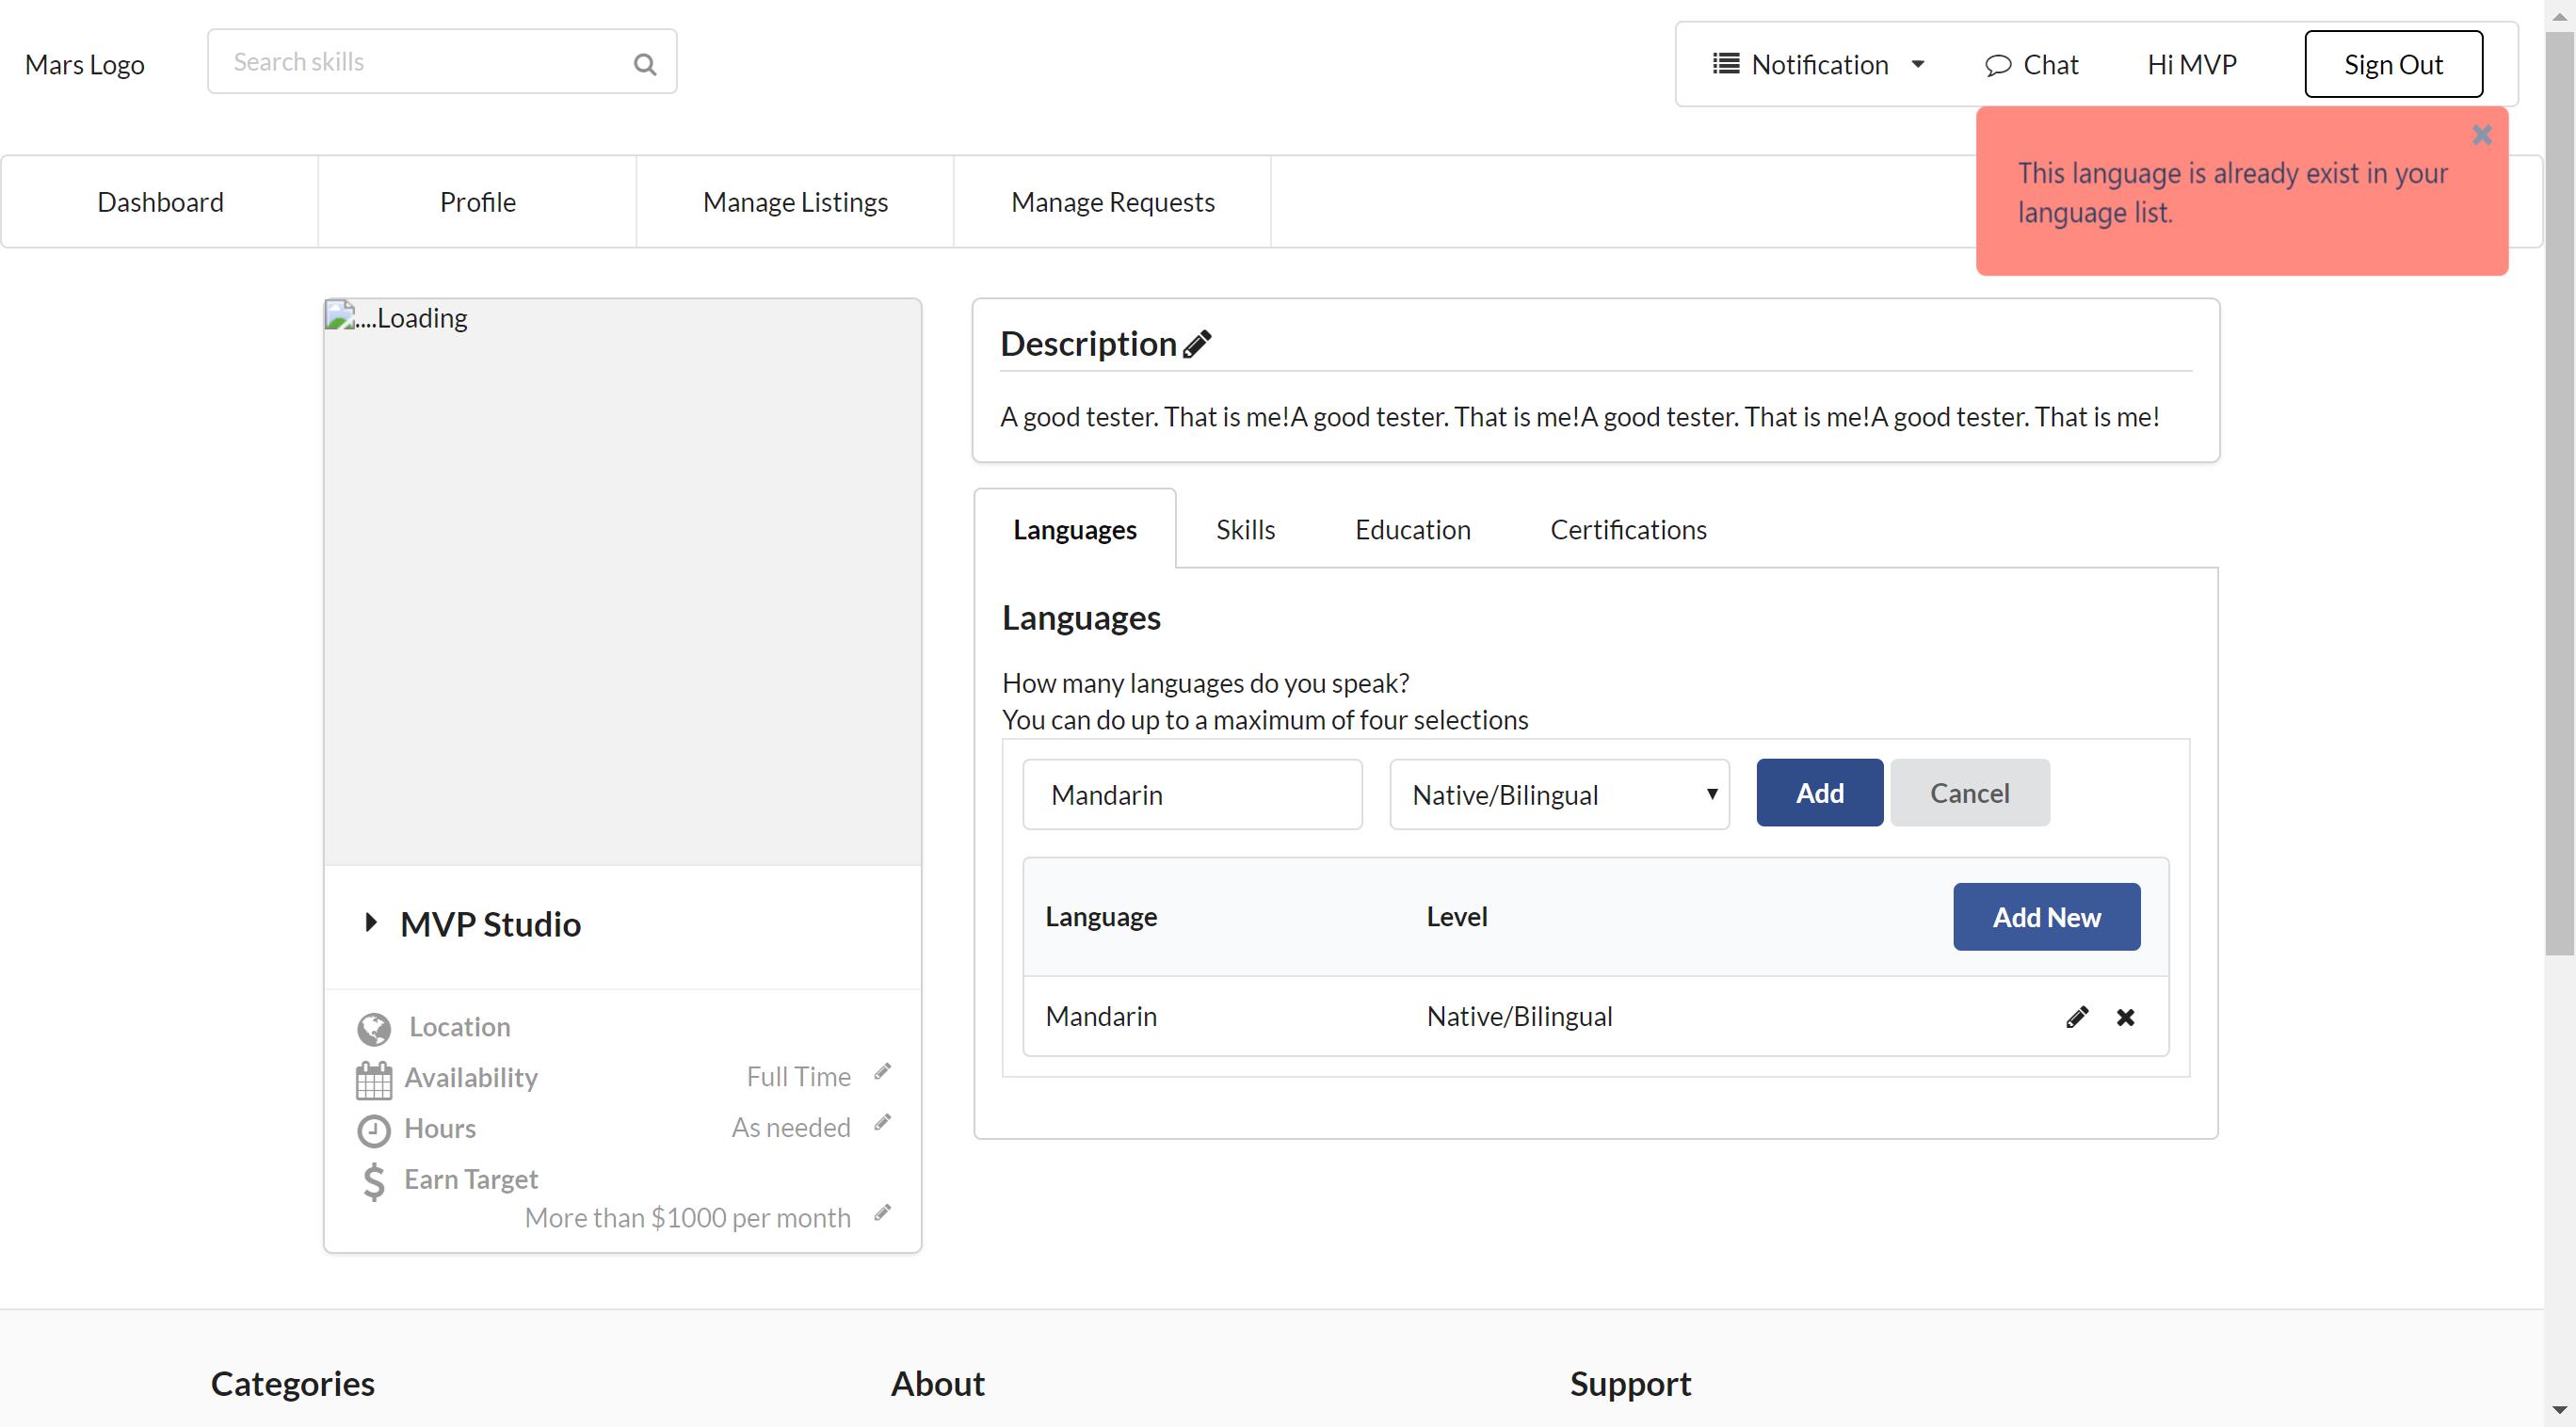 Mars Logo
Search skills
Notification
Chat
Hi MVP
Sign Out
This language is already exist in your
language list.
Dashboard
Profile
Manage Listings
Manage Requests
....Loading
Description
A good tester. That is me!A good tester. That is me!A good tester. That is me!A good tester. That is me!
Languages
Skills
Education
Certifications
Languages
How many languages do you speak?
You can do up to a maximum of four selections
Mandarin
Native/Bilingual
Add
Cancel
Language
Level
Add New
Mandarin
Native/Bilingual
MVP Studio
Location
Availability
Full Time
Hours
As needed
Earn Target
More than $1000 per month
Categories
About
Support